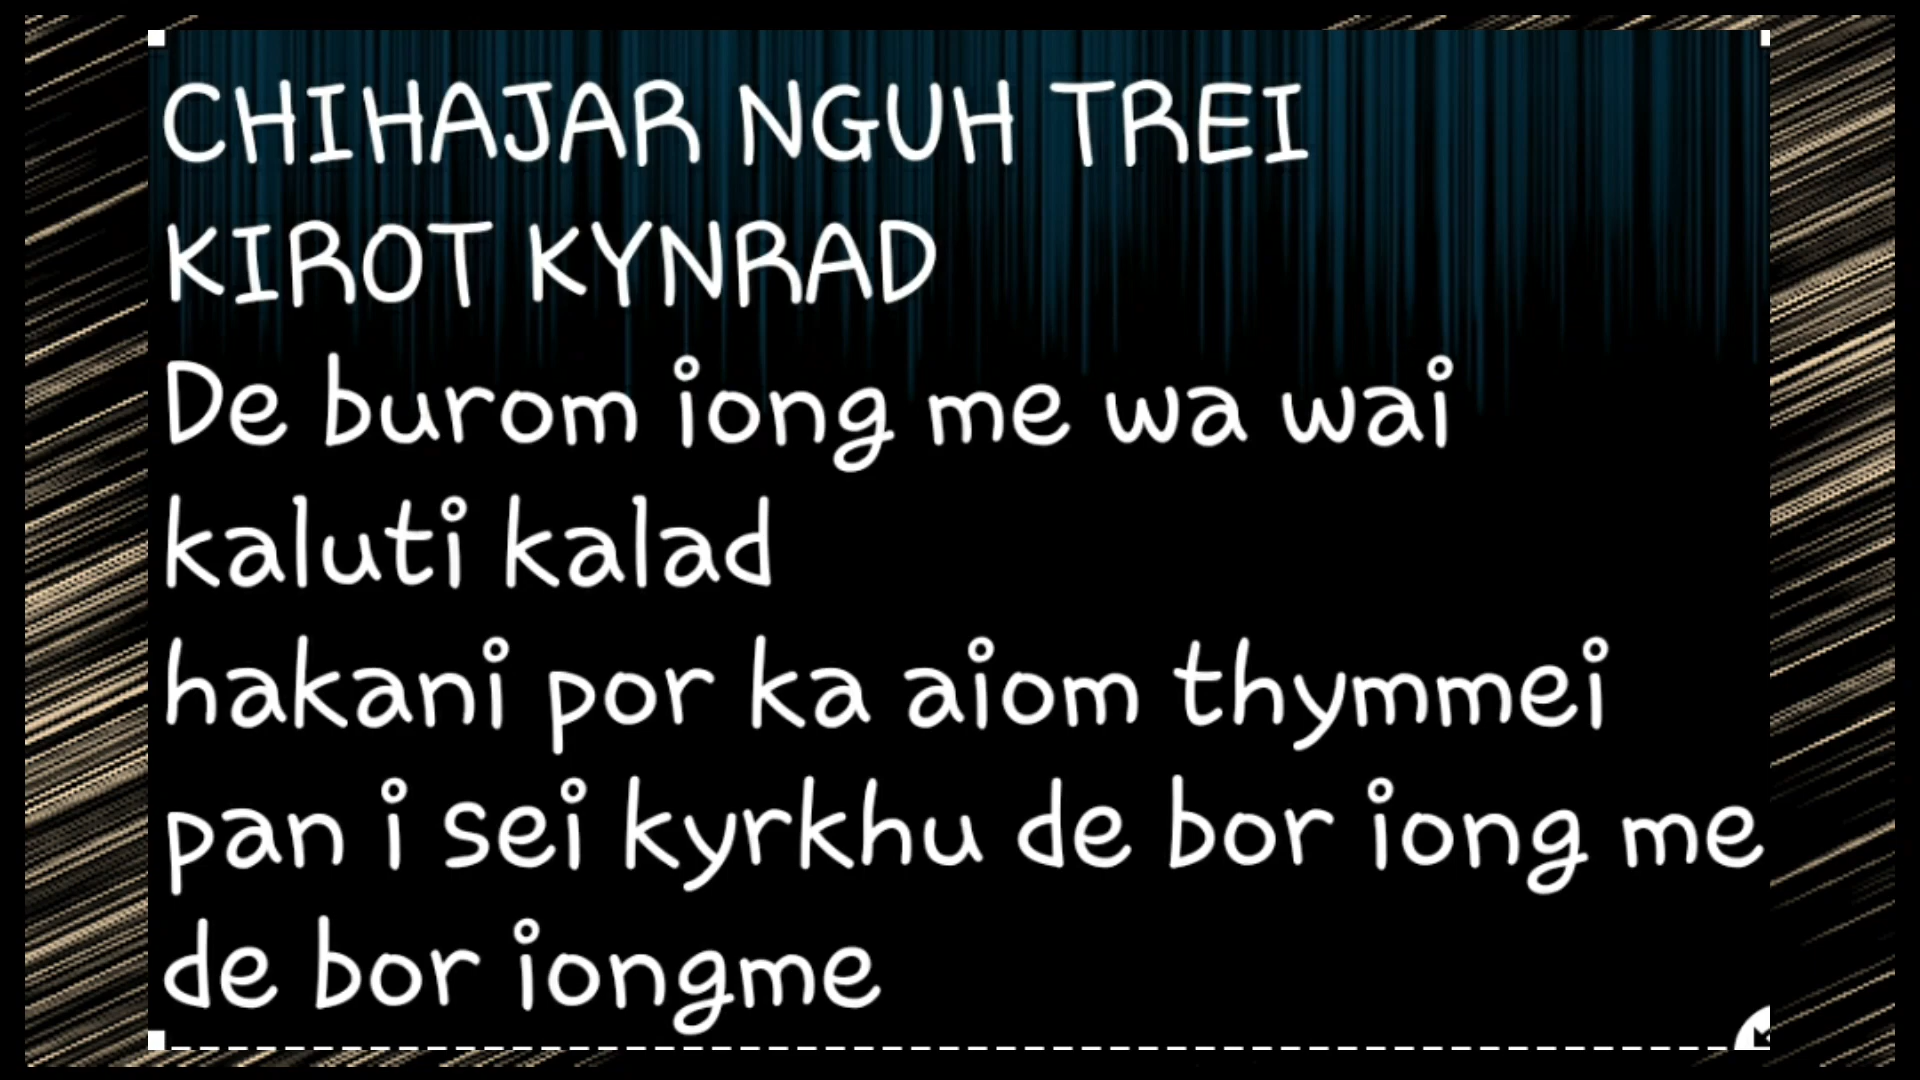 CHIHAJAR NGUH TREI
KIROT KYNRAD
De burom iong me wa wai
kaluti kalad
hakani por ka aiom thymmei
pan i sei kyrkhu de bor iong me
de bor iongme